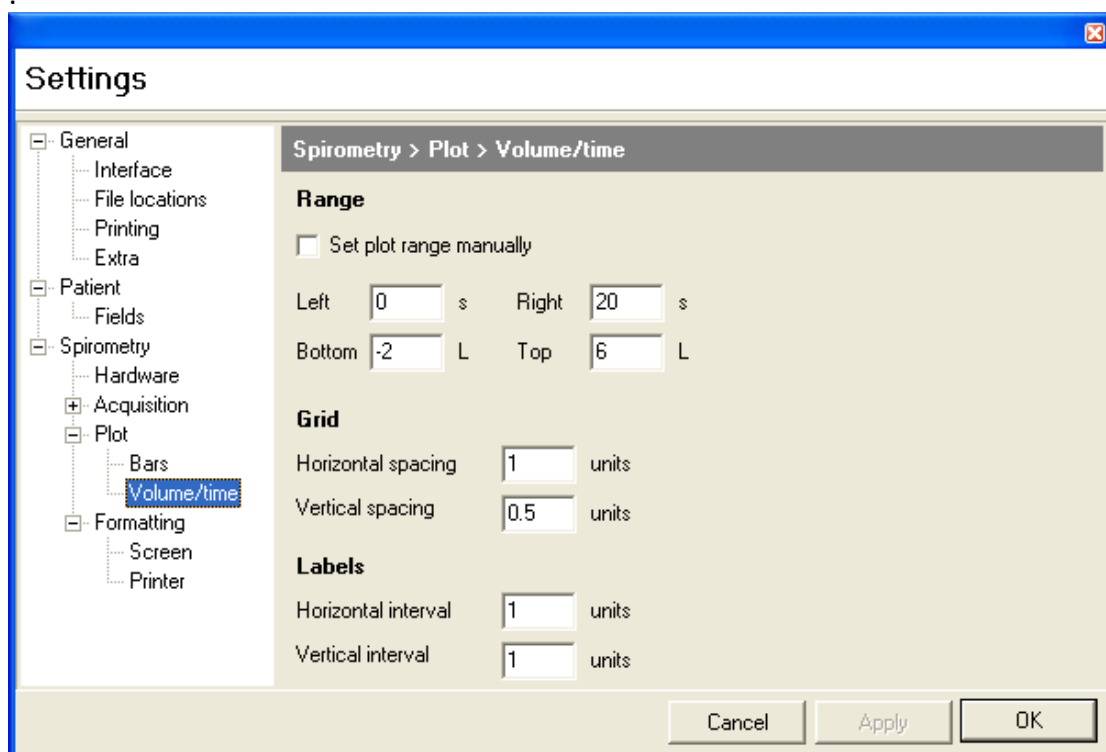 .
Settings
General
Interface
File locations
Printing
Extra
Patient
Fields
Spirometry
Hardware
Acquisition
Plot
Bars
Volume/time
Formatting
Screen
Printer
Spirometry > Plot > Volume/time
Range
Set plot range manually
Left 0 s Right 20 s
Bottom -2 L Top 6 L
Grid
Horizontal spacing 1 units
Vertical spacing 0.5 units
Labels
Horizontal interval 1 units
Vertical interval 1 units
Cancel Apply OK